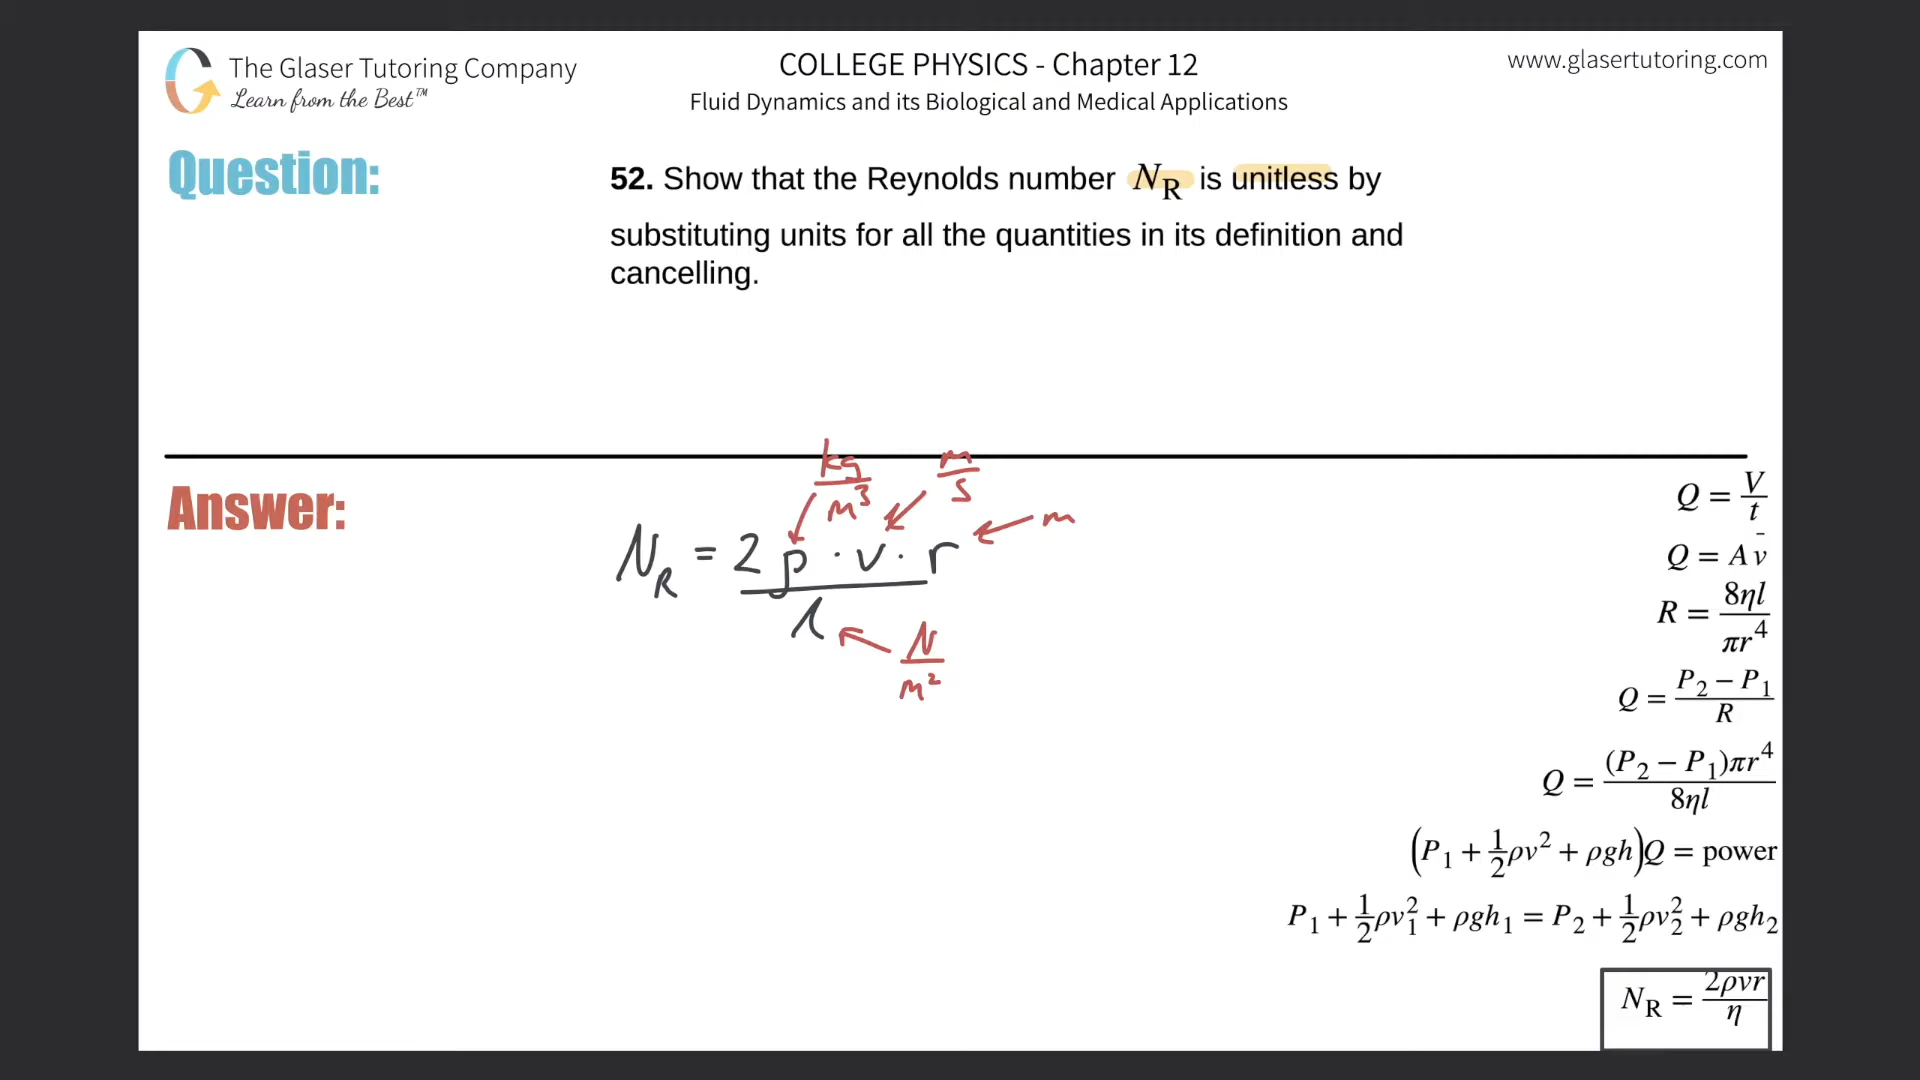 The Glaser Tutoring Company
Learn from the Best™
COLLEGE PHYSICS - Chapter 12
Fluid Dynamics and its Biological and Medical Applications
www.glasertutoring.com
Question:
52. Show that the Reynolds number N_R is unitless by
substituting units for all the quantities in its definition and
cancelling.
Answer:
kg/m³
m/s
m
N_R = 2ρ · v · r / η
N/m²
Q = V/t
Q = A v̄
R = 8ηl/πr⁴
Q = (P₂ − P₁)/R
Q = (P₂ − P₁)πr⁴/8ηl
(P₁ + ½ρv² + ρgh)Q = power
P₁ + ½ρv₁² + ρgh₁ = P₂ + ½ρv₂² + ρgh₂
N_R = 2ρvr/η